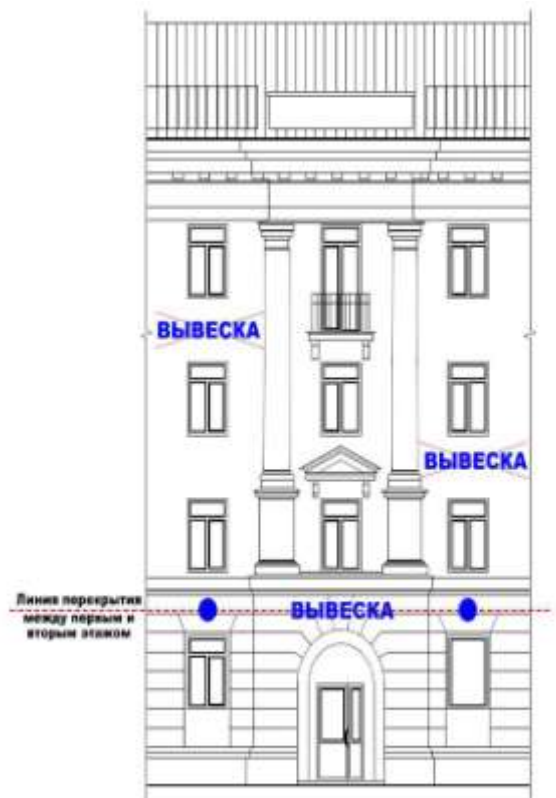 ВЫВЕСКА
ВЫВЕСКА
Линия перекрытия
между первым и
вторым этажом
ВЫВЕСКА